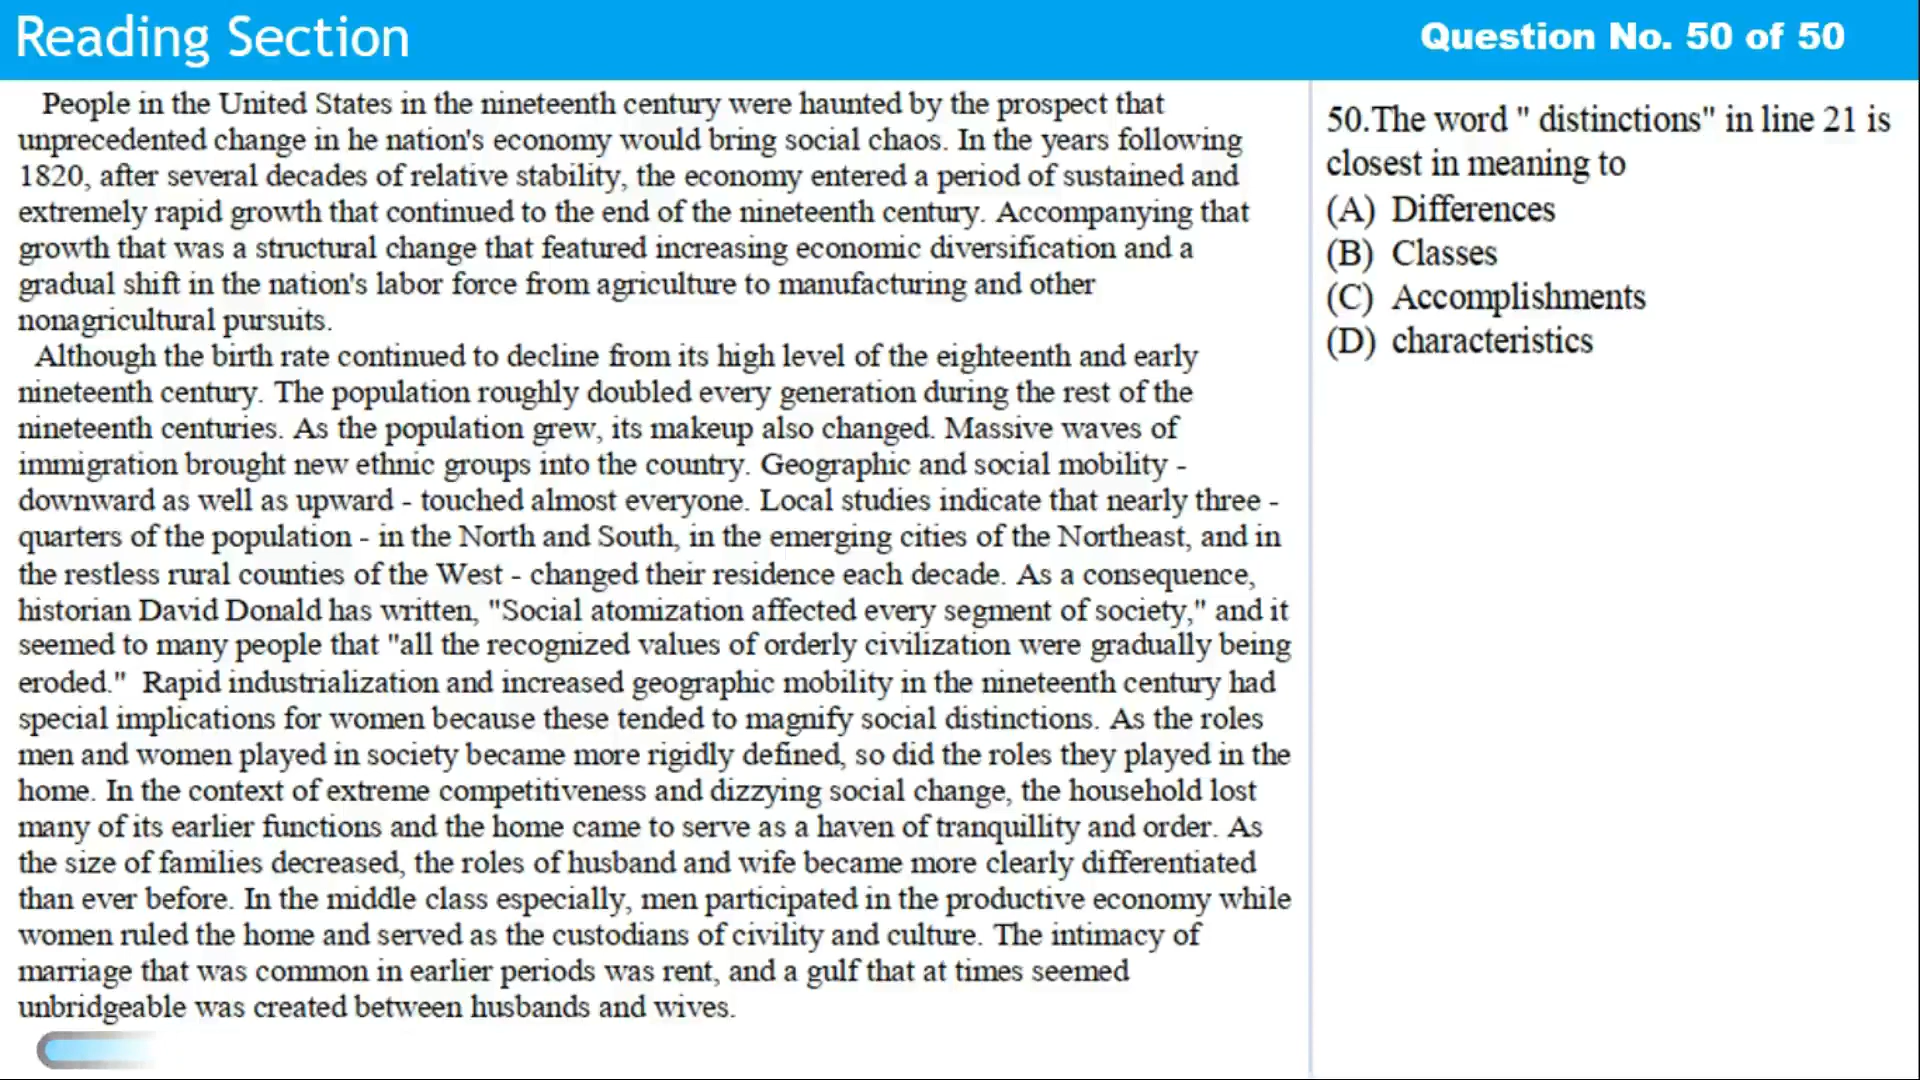 Reading Section
Question No. 50 of 50
People in the United States in the nineteenth century were haunted by the prospect that
unprecedented change in he nation's economy would bring social chaos. In the years following
1820, after several decades of relative stability, the economy entered a period of sustained and
extremely rapid growth that continued to the end of the nineteenth century. Accompanying that
growth that was a structural change that featured increasing economic diversification and a
gradual shift in the nation's labor force from agriculture to manufacturing and other
nonagricultural pursuits.
Although the birth rate continued to decline from its high level of the eighteenth and early
nineteenth century. The population roughly doubled every generation during the rest of the
nineteenth centuries. As the population grew, its makeup also changed. Massive waves of
immigration brought new ethnic groups into the country. Geographic and social mobility -
downward as well as upward - touched almost everyone. Local studies indicate that nearly three -
quarters of the population - in the North and South, in the emerging cities of the Northeast, and in
the restless rural counties of the West - changed their residence each decade. As a consequence,
historian David Donald has written, "Social atomization affected every segment of society," and it
seemed to many people that "all the recognized values of orderly civilization were gradually being
eroded." Rapid industrialization and increased geographic mobility in the nineteenth century had
special implications for women because these tended to magnify social distinctions. As the roles
men and women played in society became more rigidly defined, so did the roles they played in the
home. In the context of extreme competitiveness and dizzying social change, the household lost
many of its earlier functions and the home came to serve as a haven of tranquillity and order. As
the size of families decreased, the roles of husband and wife became more clearly differentiated
than ever before. In the middle class especially, men participated in the productive economy while
women ruled the home and served as the custodians of civility and culture. The intimacy of
marriage that was common in earlier periods was rent, and a gulf that at times seemed
unbridgeable was created between husbands and wives.
50.The word " distinctions" in line 21 is
closest in meaning to
(A) Differences
(B) Classes
(C) Accomplishments
(D) characteristics